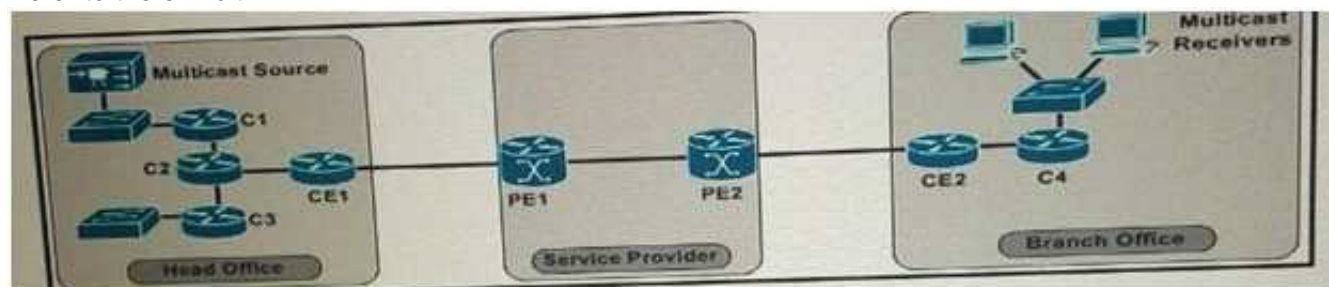 Multicast Source
C1
C2
CE1
C3
Head Office
PE1
PE2
Service Provider
Multicast
Receivers
CE2
C4
Branch Office